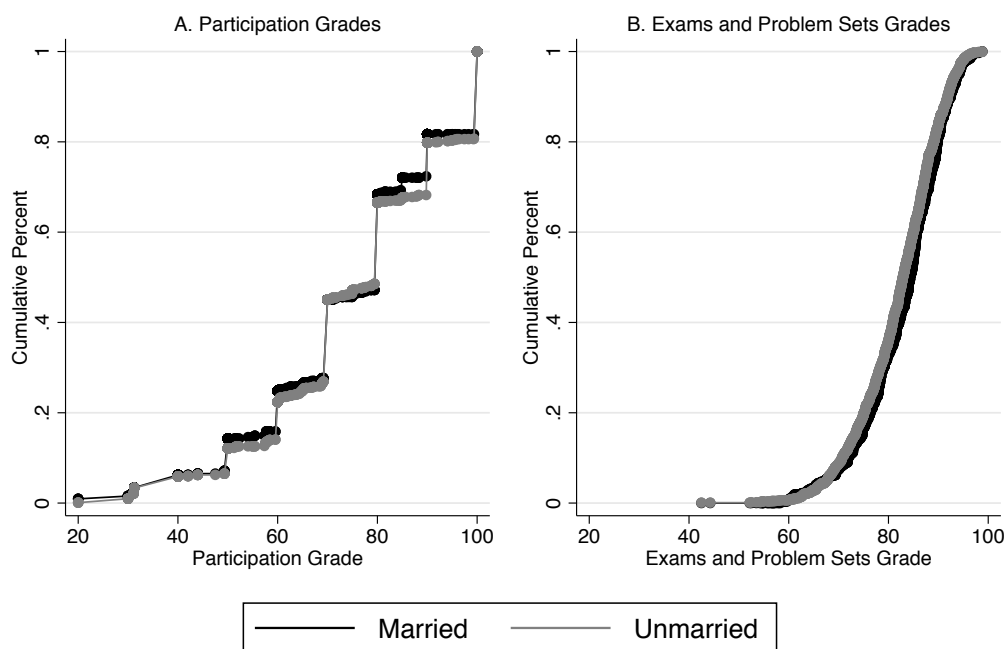 A. Participation Grades
Cumulative Percent
1
.8
.6
.4
.2
0
20 40 60 80 100
Participation Grade
B. Exams and Problem Sets Grades
Cumulative Percent
1
.8
.6
.4
.2
0
20 40 60 80 100
Exams and Problem Sets Grade
Married Unmarried